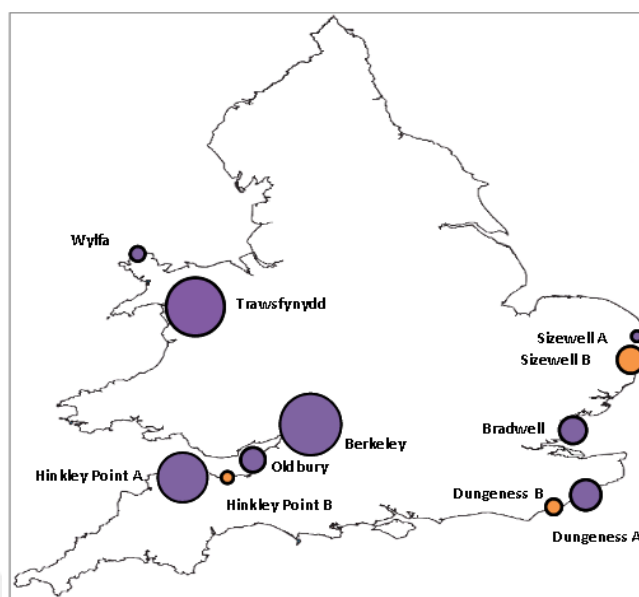 Wylfa
Trawsfynydd
Sizewell A
Sizewell B
Bradwell
Berkeley
Oldbury
Hinkley Point A
Hinkley Point B
Dungeness B
Dungeness A